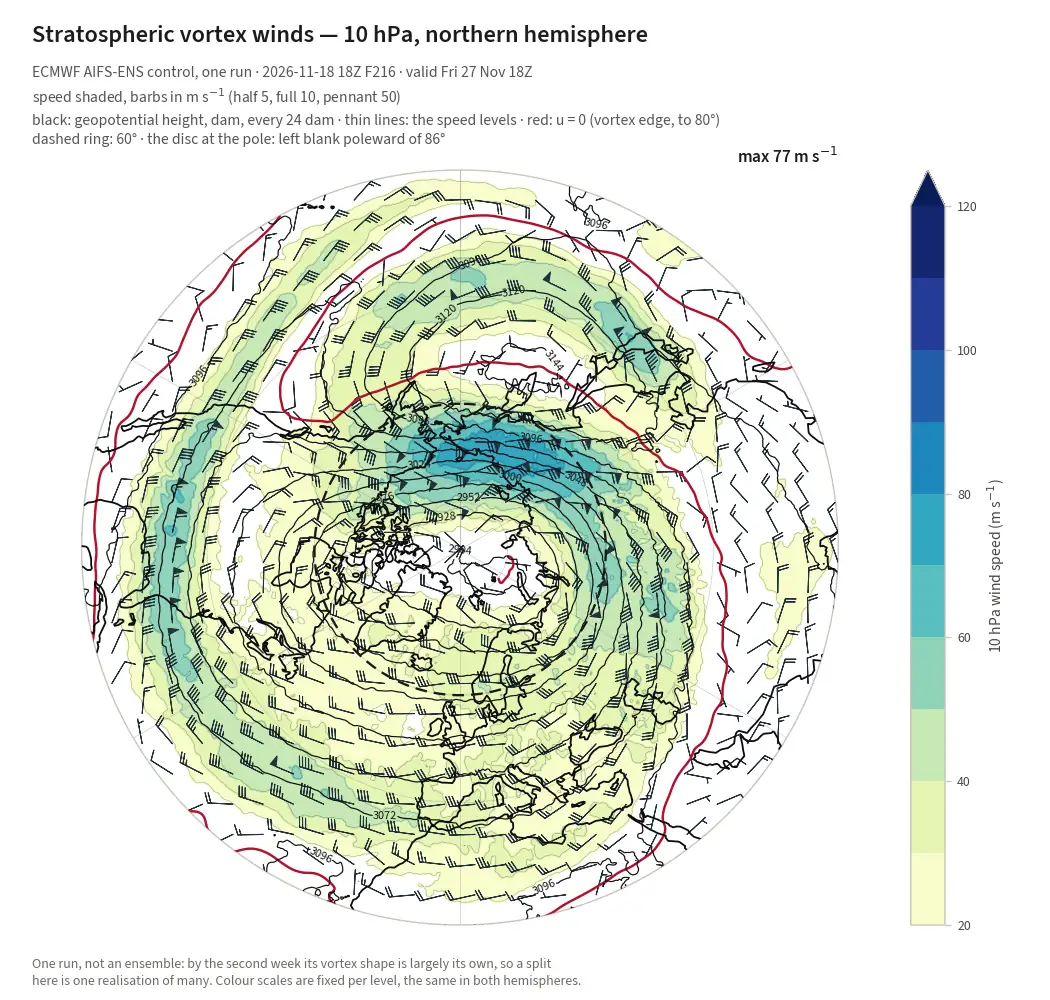 Stratospheric vortex winds — 10 hPa, northern hemisphere
ECMWF AIFS-ENS control, one run · 2026-11-18 18Z F216 · valid Fri 27 Nov 18Z
speed shaded, barbs in m s⁻¹ (half 5, full 10, pennant 50)
black: geopotential height, dam, every 24 dam · thin lines: the speed levels · red: u = 0 (vortex edge, to 80°)
dashed ring: 60° · the disc at the pole: left blank poleward of 86°
max 77 m s⁻¹
120
100
80
60
40
20
10 hPa wind speed (m s⁻¹)
3096
3120
3120
3144
3096
3096
3000
2952
2928
3072
3096
3096
One run, not an ensemble: by the second week its vortex shape is largely its own, so a split
here is one realisation of many. Colour scales are fixed per level, the same in both hemispheres.